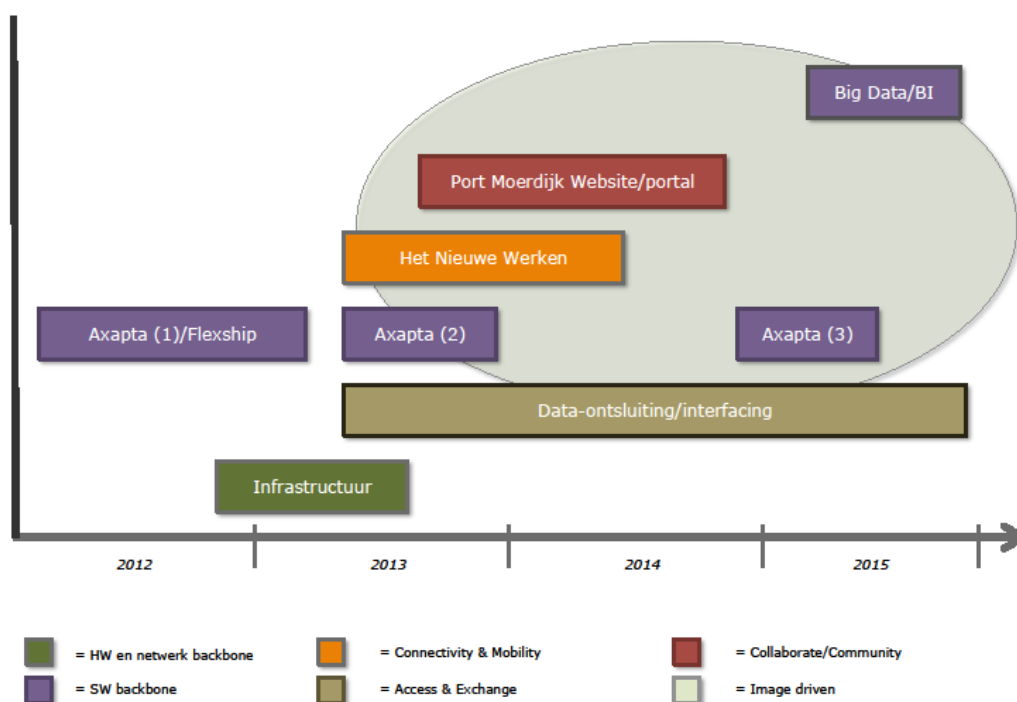 Big Data/BI
Port Moerdijk Website/portal
Het Nieuwe Werken
Axapta (1)/Flexship
Axapta (2)
Axapta (3)
Data-ontsluiting/interfacing
Infrastructuur
2012
2013
2014
2015
= HW en netwerk backbone
= Connectivity & Mobility
= Collaborate/Community
= SW backbone
= Access & Exchange
= Image driven